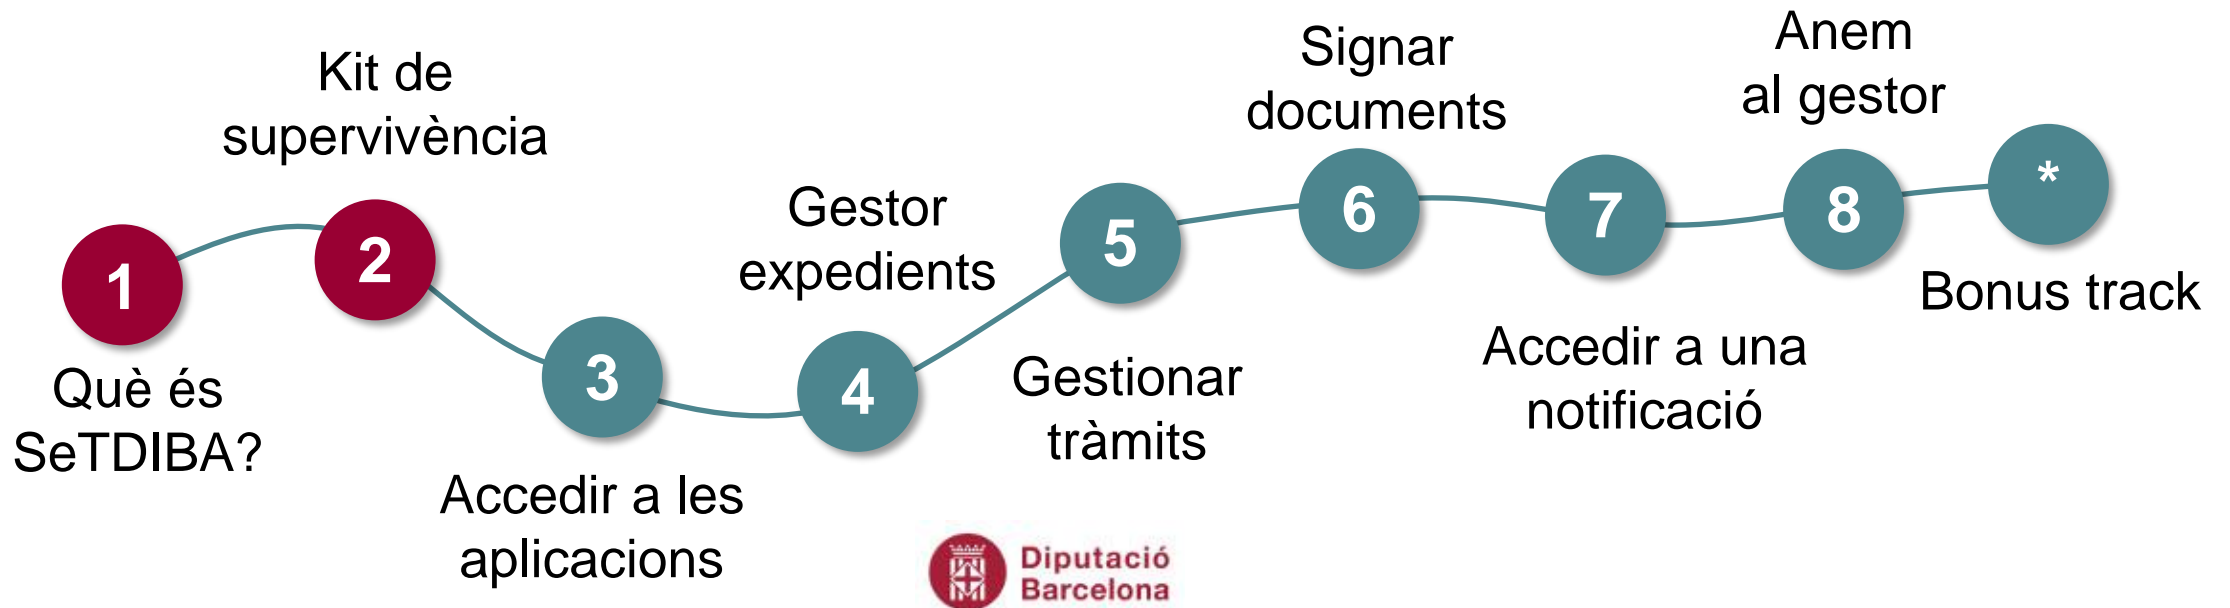 1
Què és
SeTDIBA?
Kit de
supervivència
2
3
Accedir a les
aplicacions
Gestor
expedients
4
5
Gestionar
tràmits
Signar
documents
6
7
Accedir a una
notificació
Anem
al gestor
8
*
Bonus track
Diputació
Barcelona